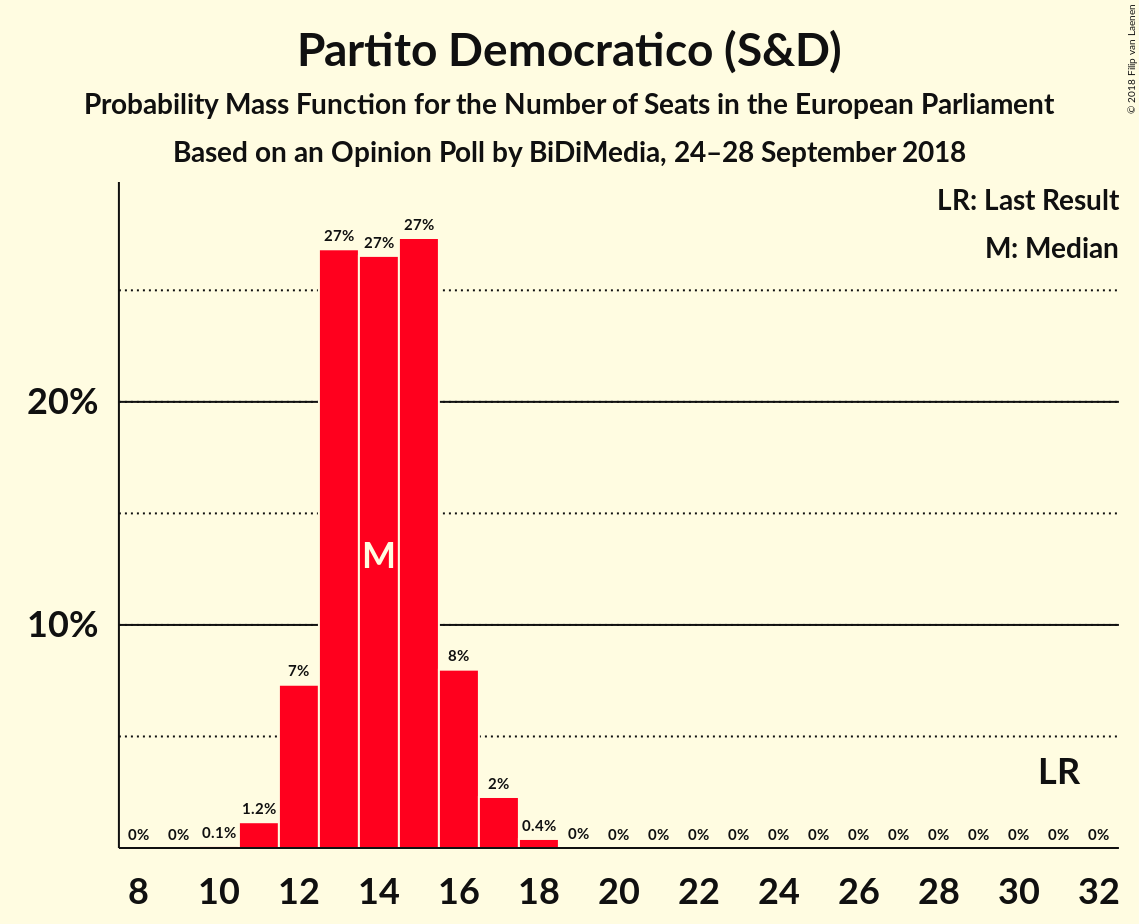 Partito Democratico (S&D)
Probability Mass Function for the Number of Seats in the European Parliament
Based on an Opinion Poll by BiDiMedia, 24–28 September 2018
© 2018 Filip van Laenen
LR: Last Result
M: Median
20%
10%
0% 0% 0.1% 1.2% 7% 27% 27% 27% 8% 2% 0.4% 0% 0% 0% 0% 0% 0% 0% 0% 0% 0% 0% 0% 0% 0%
M
LR
8 10 12 14 16 18 20 22 24 26 28 30 32